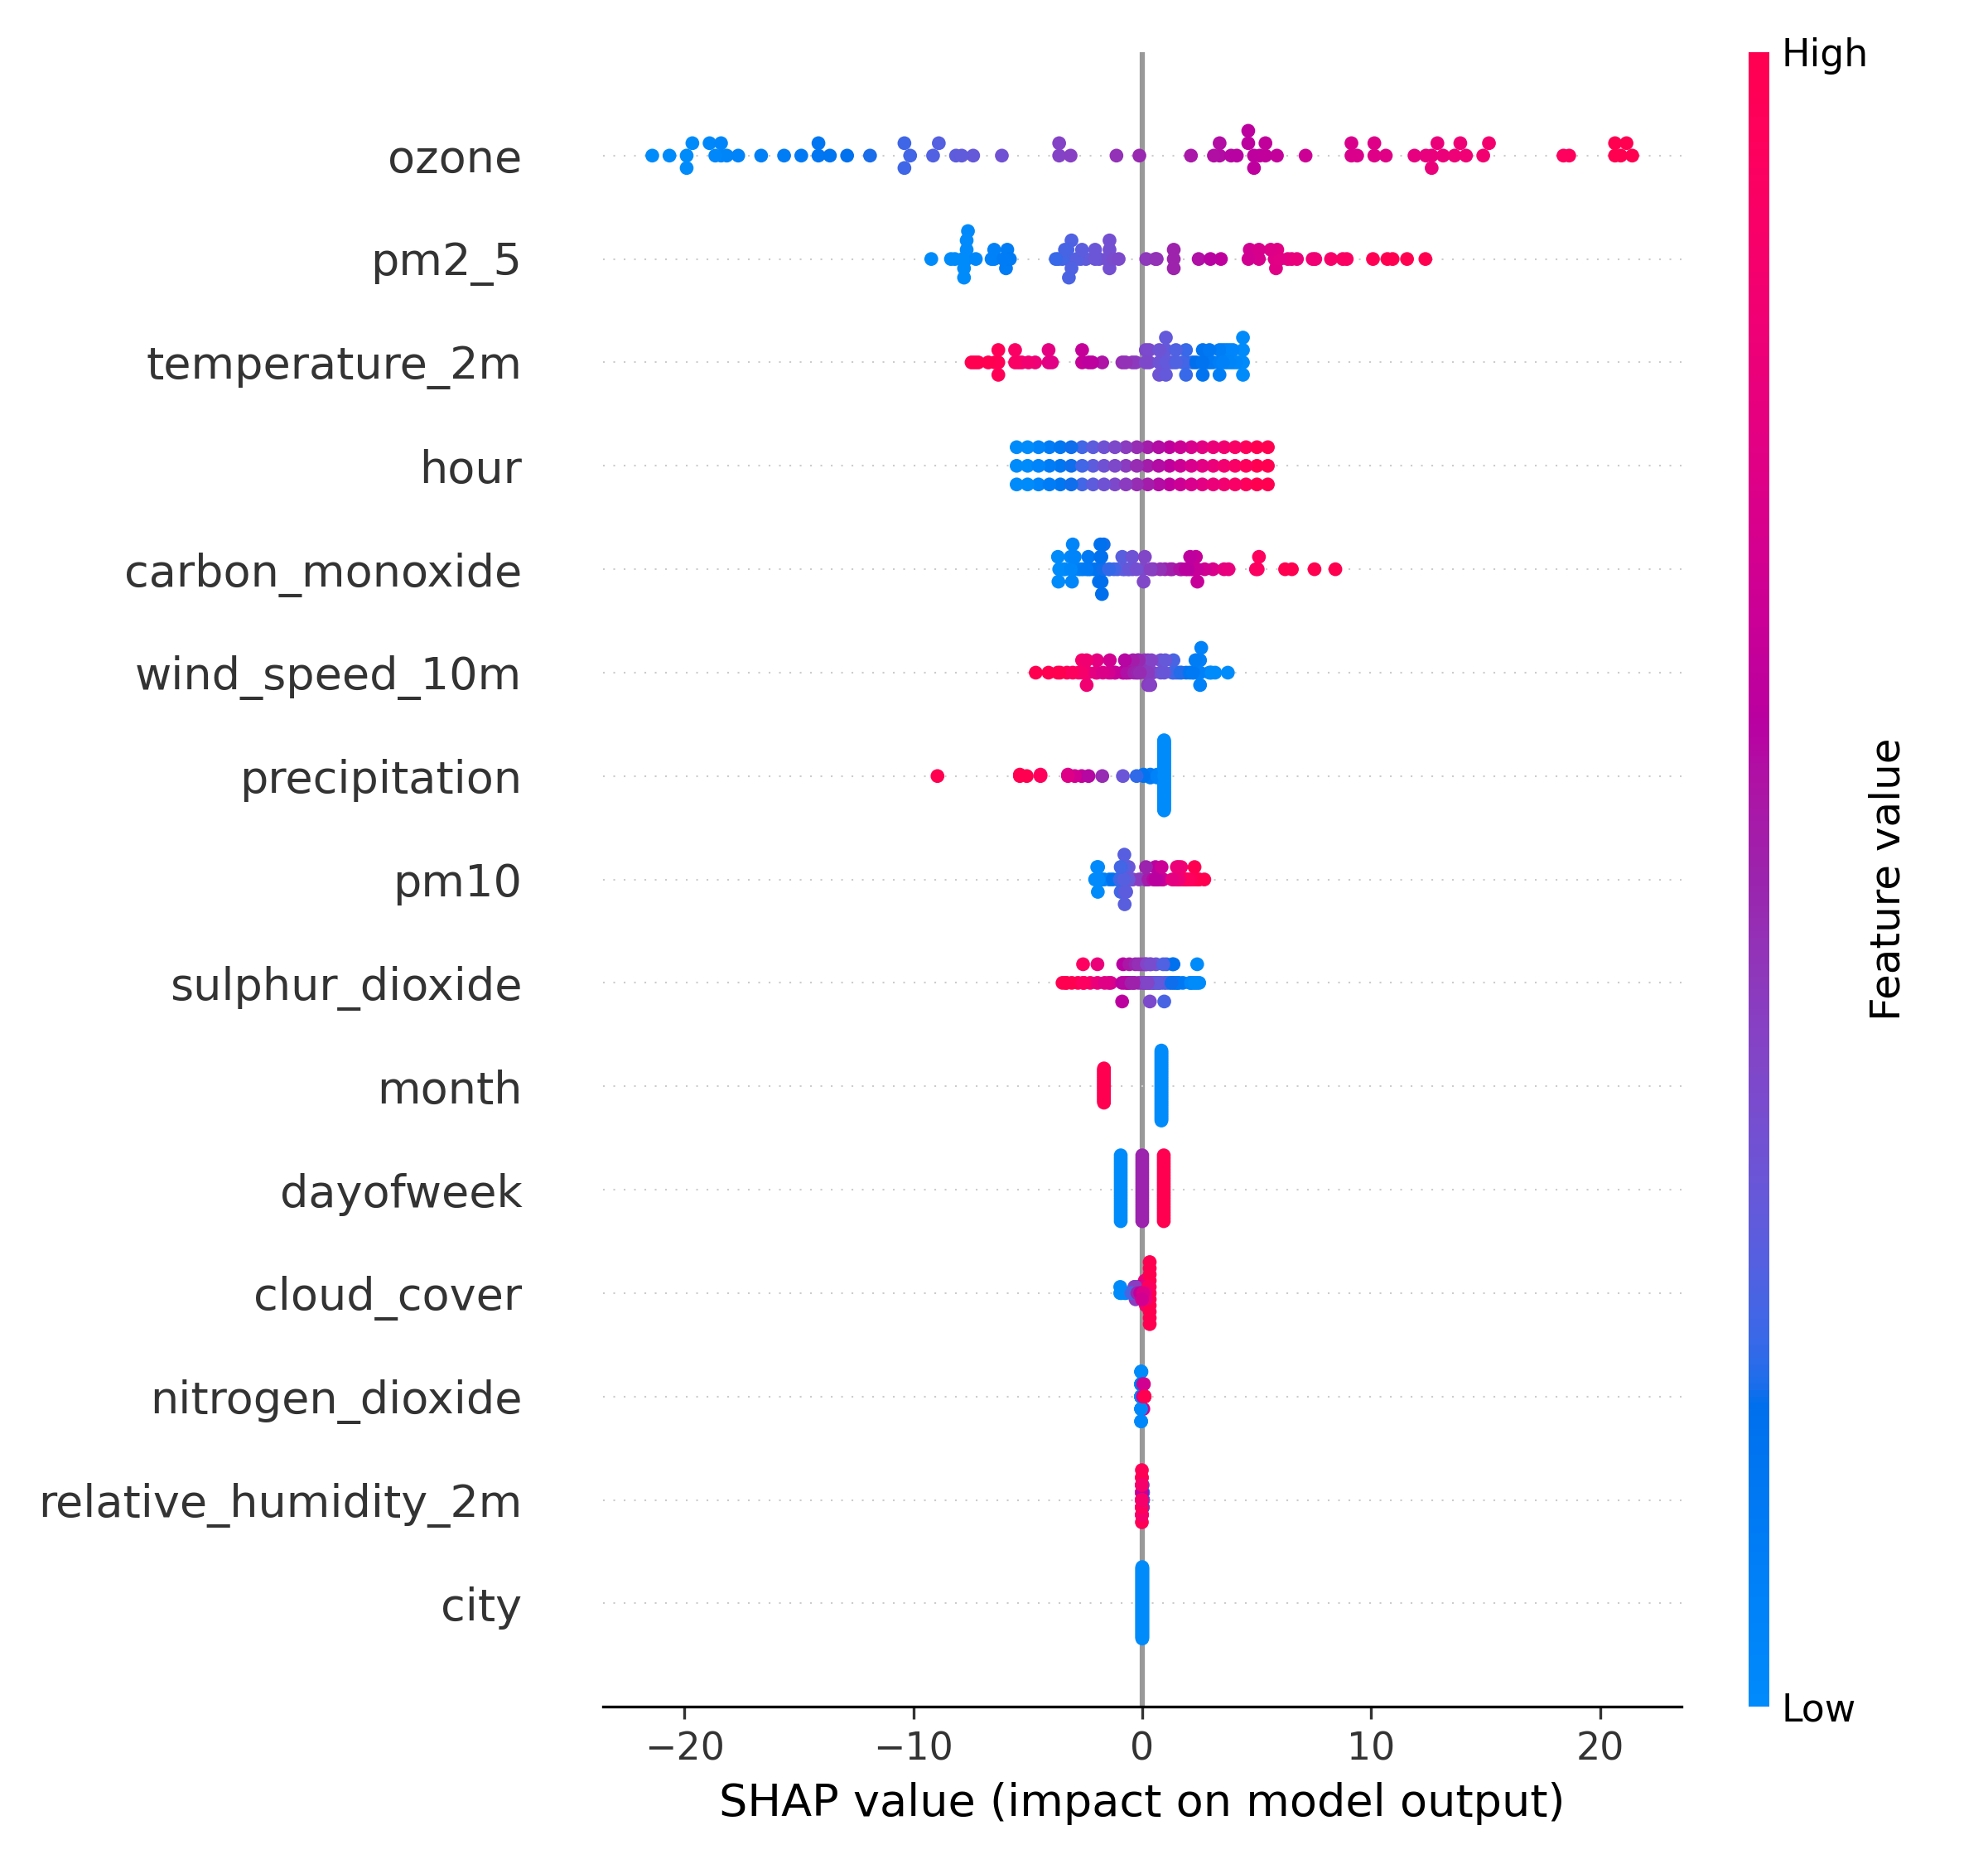 High
ozone
pm2_5
temperature_2m
hour
carbon_monoxide
wind_speed_10m
precipitation
pm10
sulphur_dioxide
month
dayofweek
cloud_cover
nitrogen_dioxide
relative_humidity_2m
city
Feature value
Low
−20 −10 0 10 20
SHAP value (impact on model output)